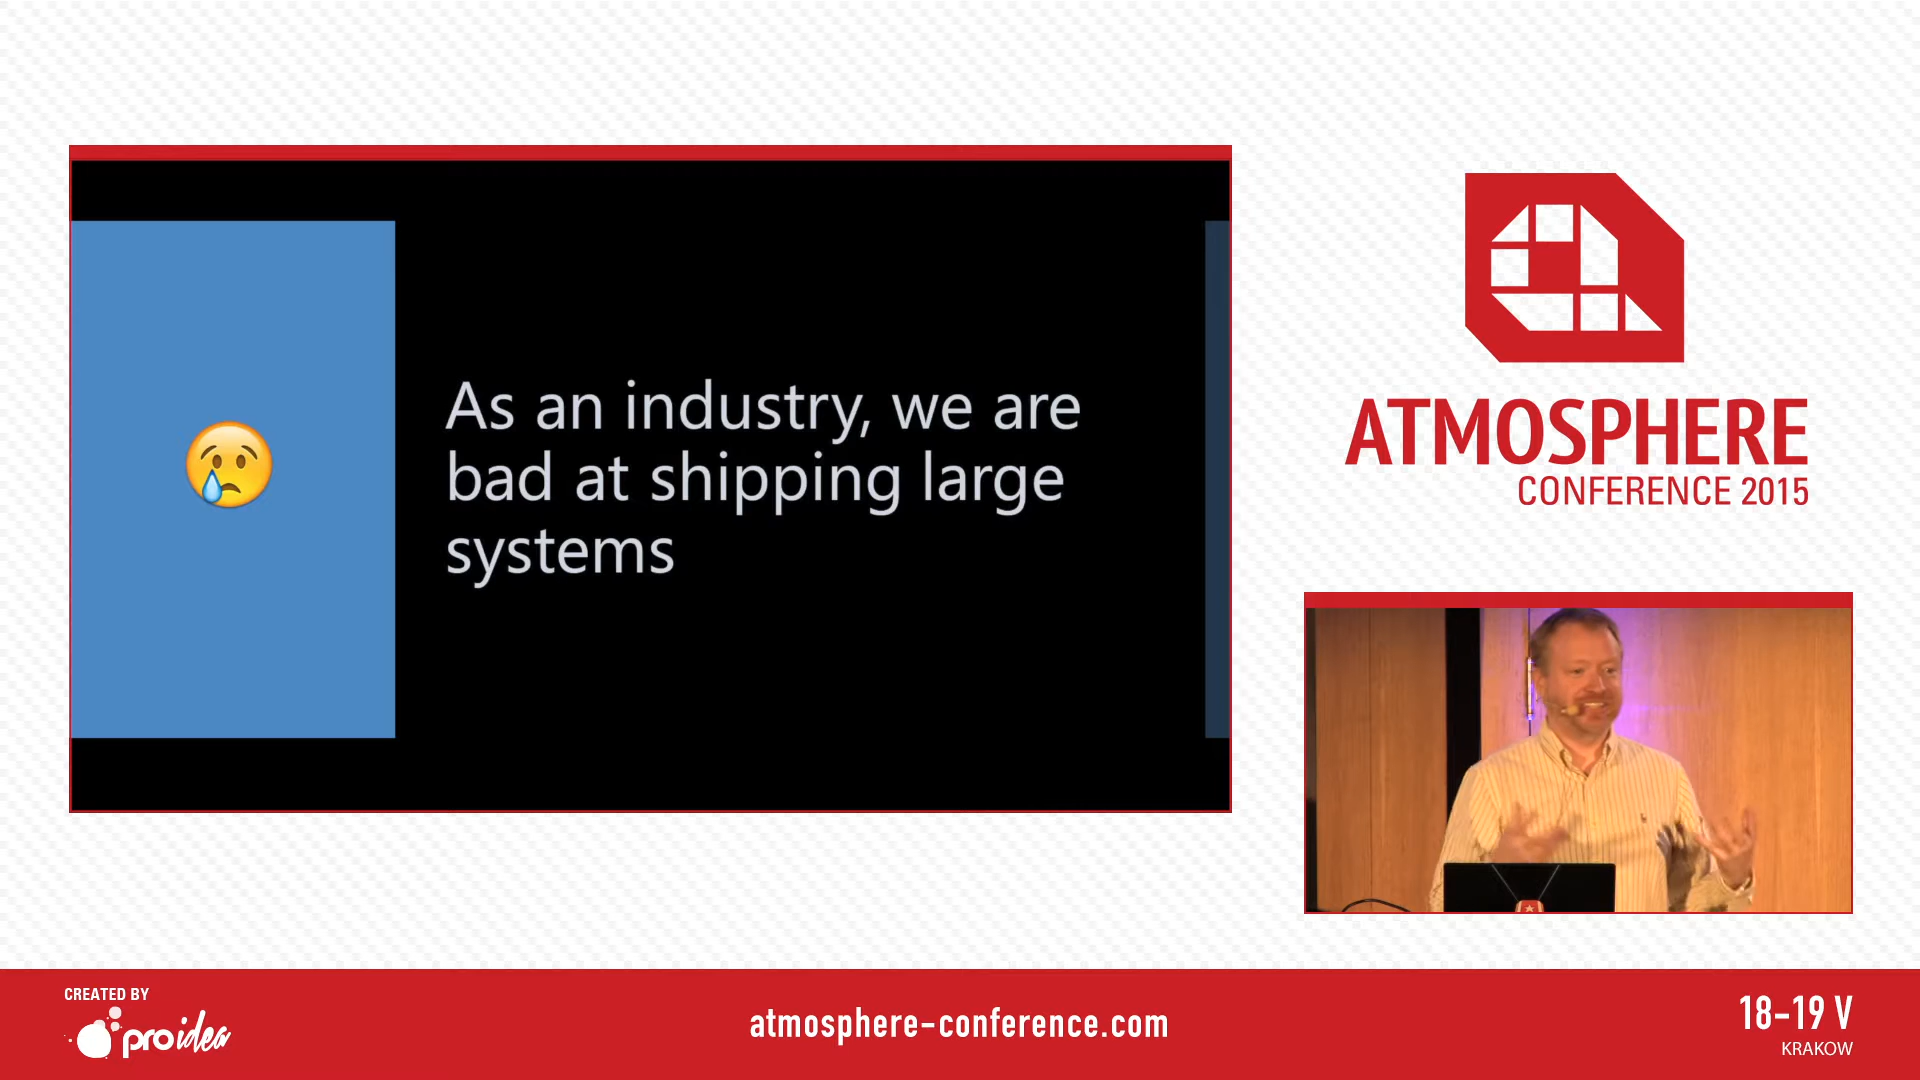 As an industry, we are
bad at shipping large
systems
ATMOSPHERE
CONFERENCE 2015
CREATED BY
proidea
atmosphere-conference.com
18-19 V
KRAKOW